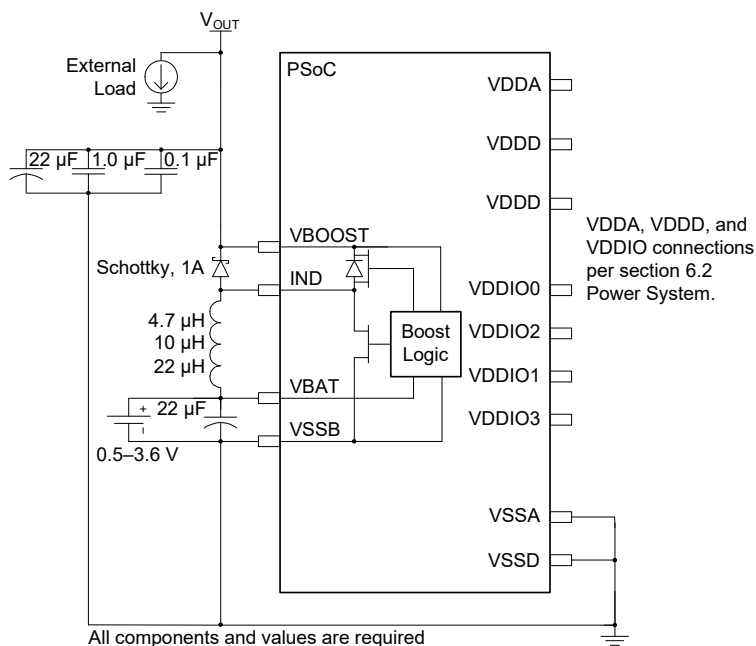 VOUT
External
Load
PSoC
VDDA
VDDD
22 µF
1.0 µF
0.1 µF
VDDD
VDDA, VDDD, and
VDDIO connections
per section 6.2
Power System.
VBOOST
Schottky, 1A
IND
VDDIO0
4.7 µH
10 µH
22 µH
Boost
Logic
VDDIO2
VBAT
VDDIO1
22 µF
+
-
VSSB
VDDIO3
0.5–3.6 V
VSSA
VSSD
All components and values are required